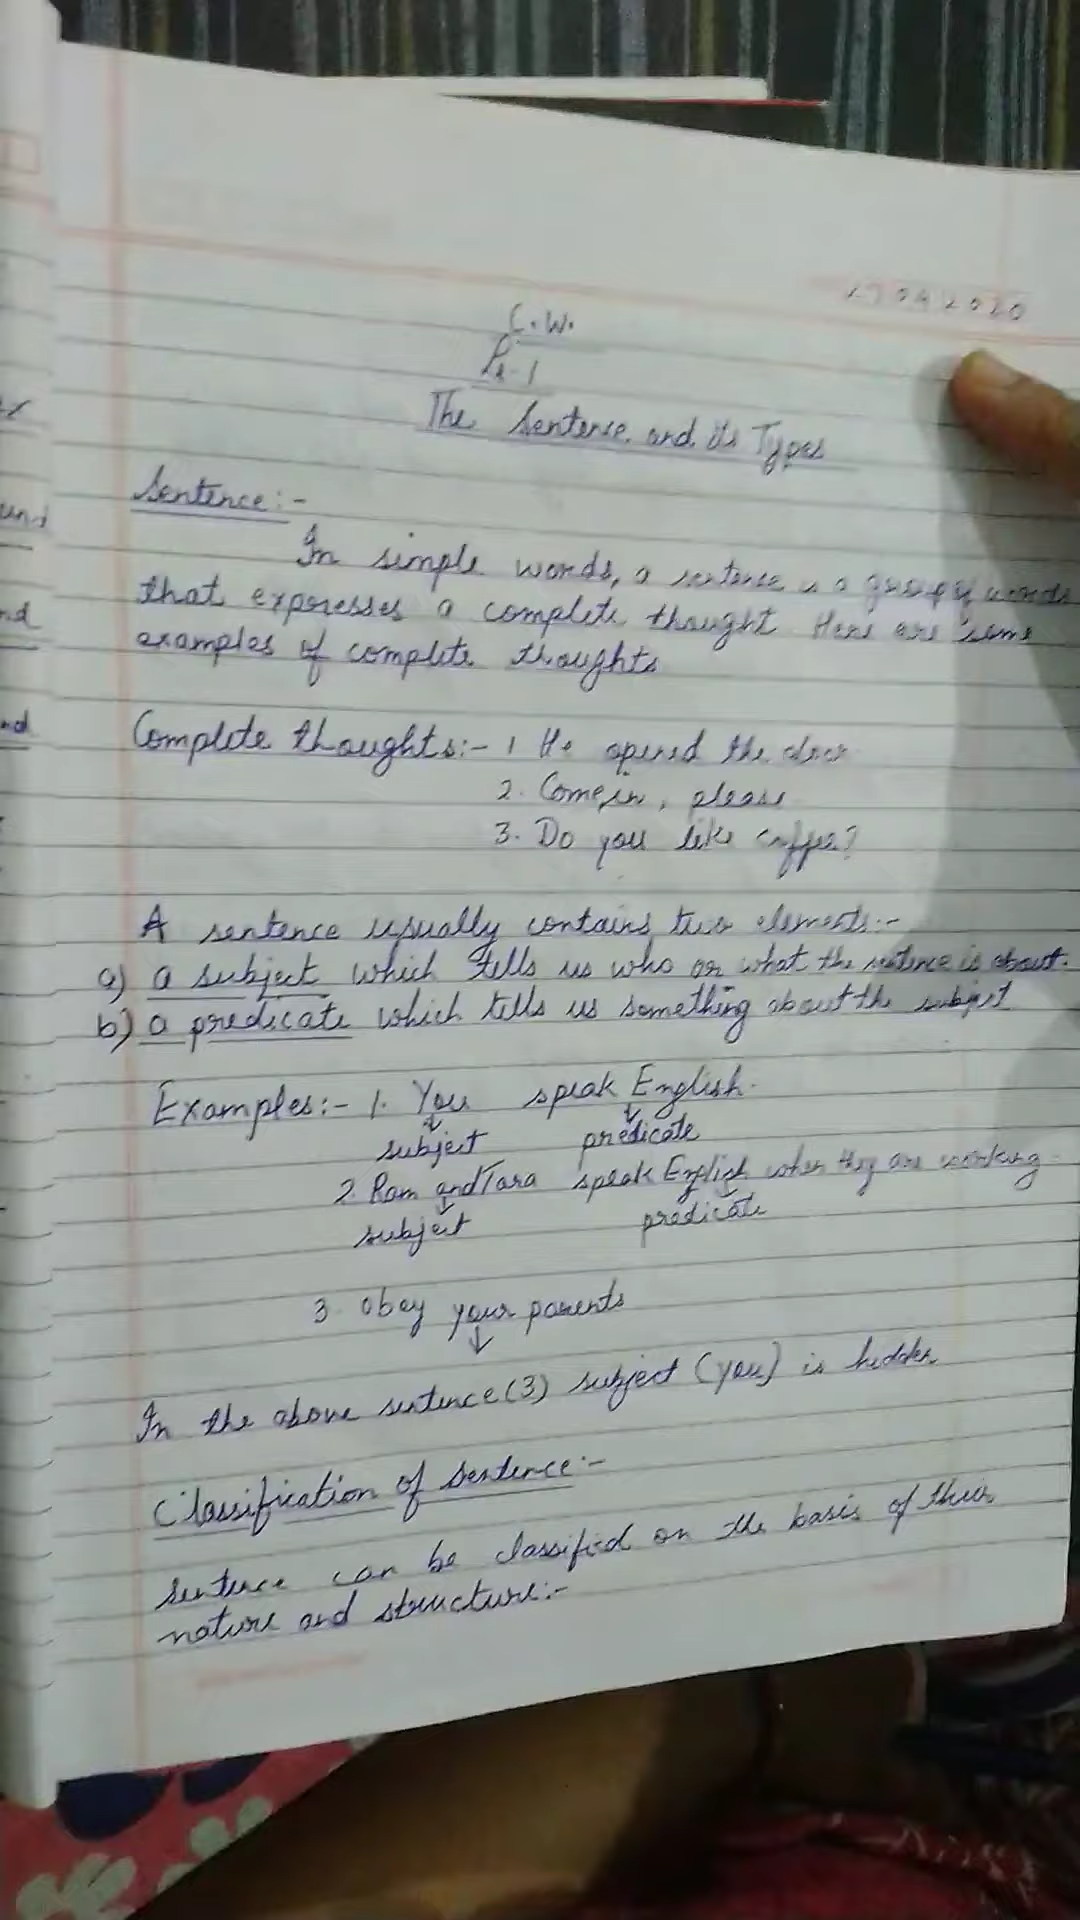 C.W.
L-1
The Sentence and its Types
Sentence:-
In simple words, a sentence is a group of words
that expresses a complete thought Here are some
examples of complete thoughts
Complete thoughts:- 1 He opened the door
2. Come in, please
3. Do you like coffee?
A sentence usually contains two elements:-
a) a subject which tells us who or what the sentence is about.
b) a predicate which tells us something about the subject
Examples:- 1. You speak English.
subject predicate
2. Ram and Tara speak English when they are working.
subject predicate
3. obey your parents
In the above sentence (3) subject (you) is hidden
Classification of sentence:-
Sentence can be classified on the basis of their
nature and structure:-